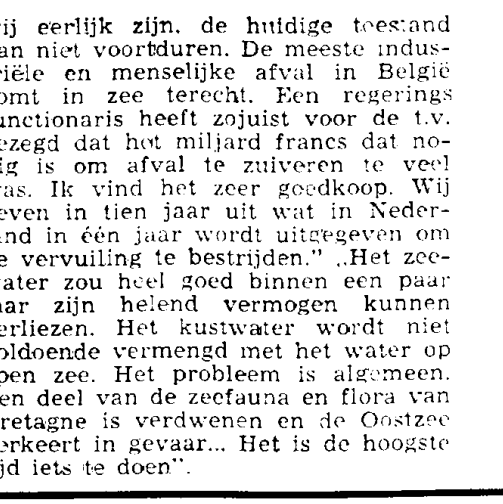 ij eerlijk zijn, de huidige toestand
an niet voortduren. De meeste indus-
riële en menselijke afval in België
omt in zee terecht. Een regerings
unctionaris heeft zojuist voor de t.v.
ezegd dat het miljard francs dat no-
ig is om afval te zuiveren te veel
as. Ik vind het zeer goedkoop. Wij
even in tien jaar uit wat in Neder-
and in één jaar wordt uitgegeven om
e vervuiling te bestrijden." „Het zee-
ater zou heel goed binnen een paar
aar zijn helend vermogen kunnen
erliezen. Het kustwater wordt niet
oldoende vermengd met het water op
pen zee. Het probleem is algemeen.
en deel van de zeefauna en flora van
retagne is verdwenen en de Oostzee
erkeert in gevaar... Het is de hoogste
ijd iets te doen".